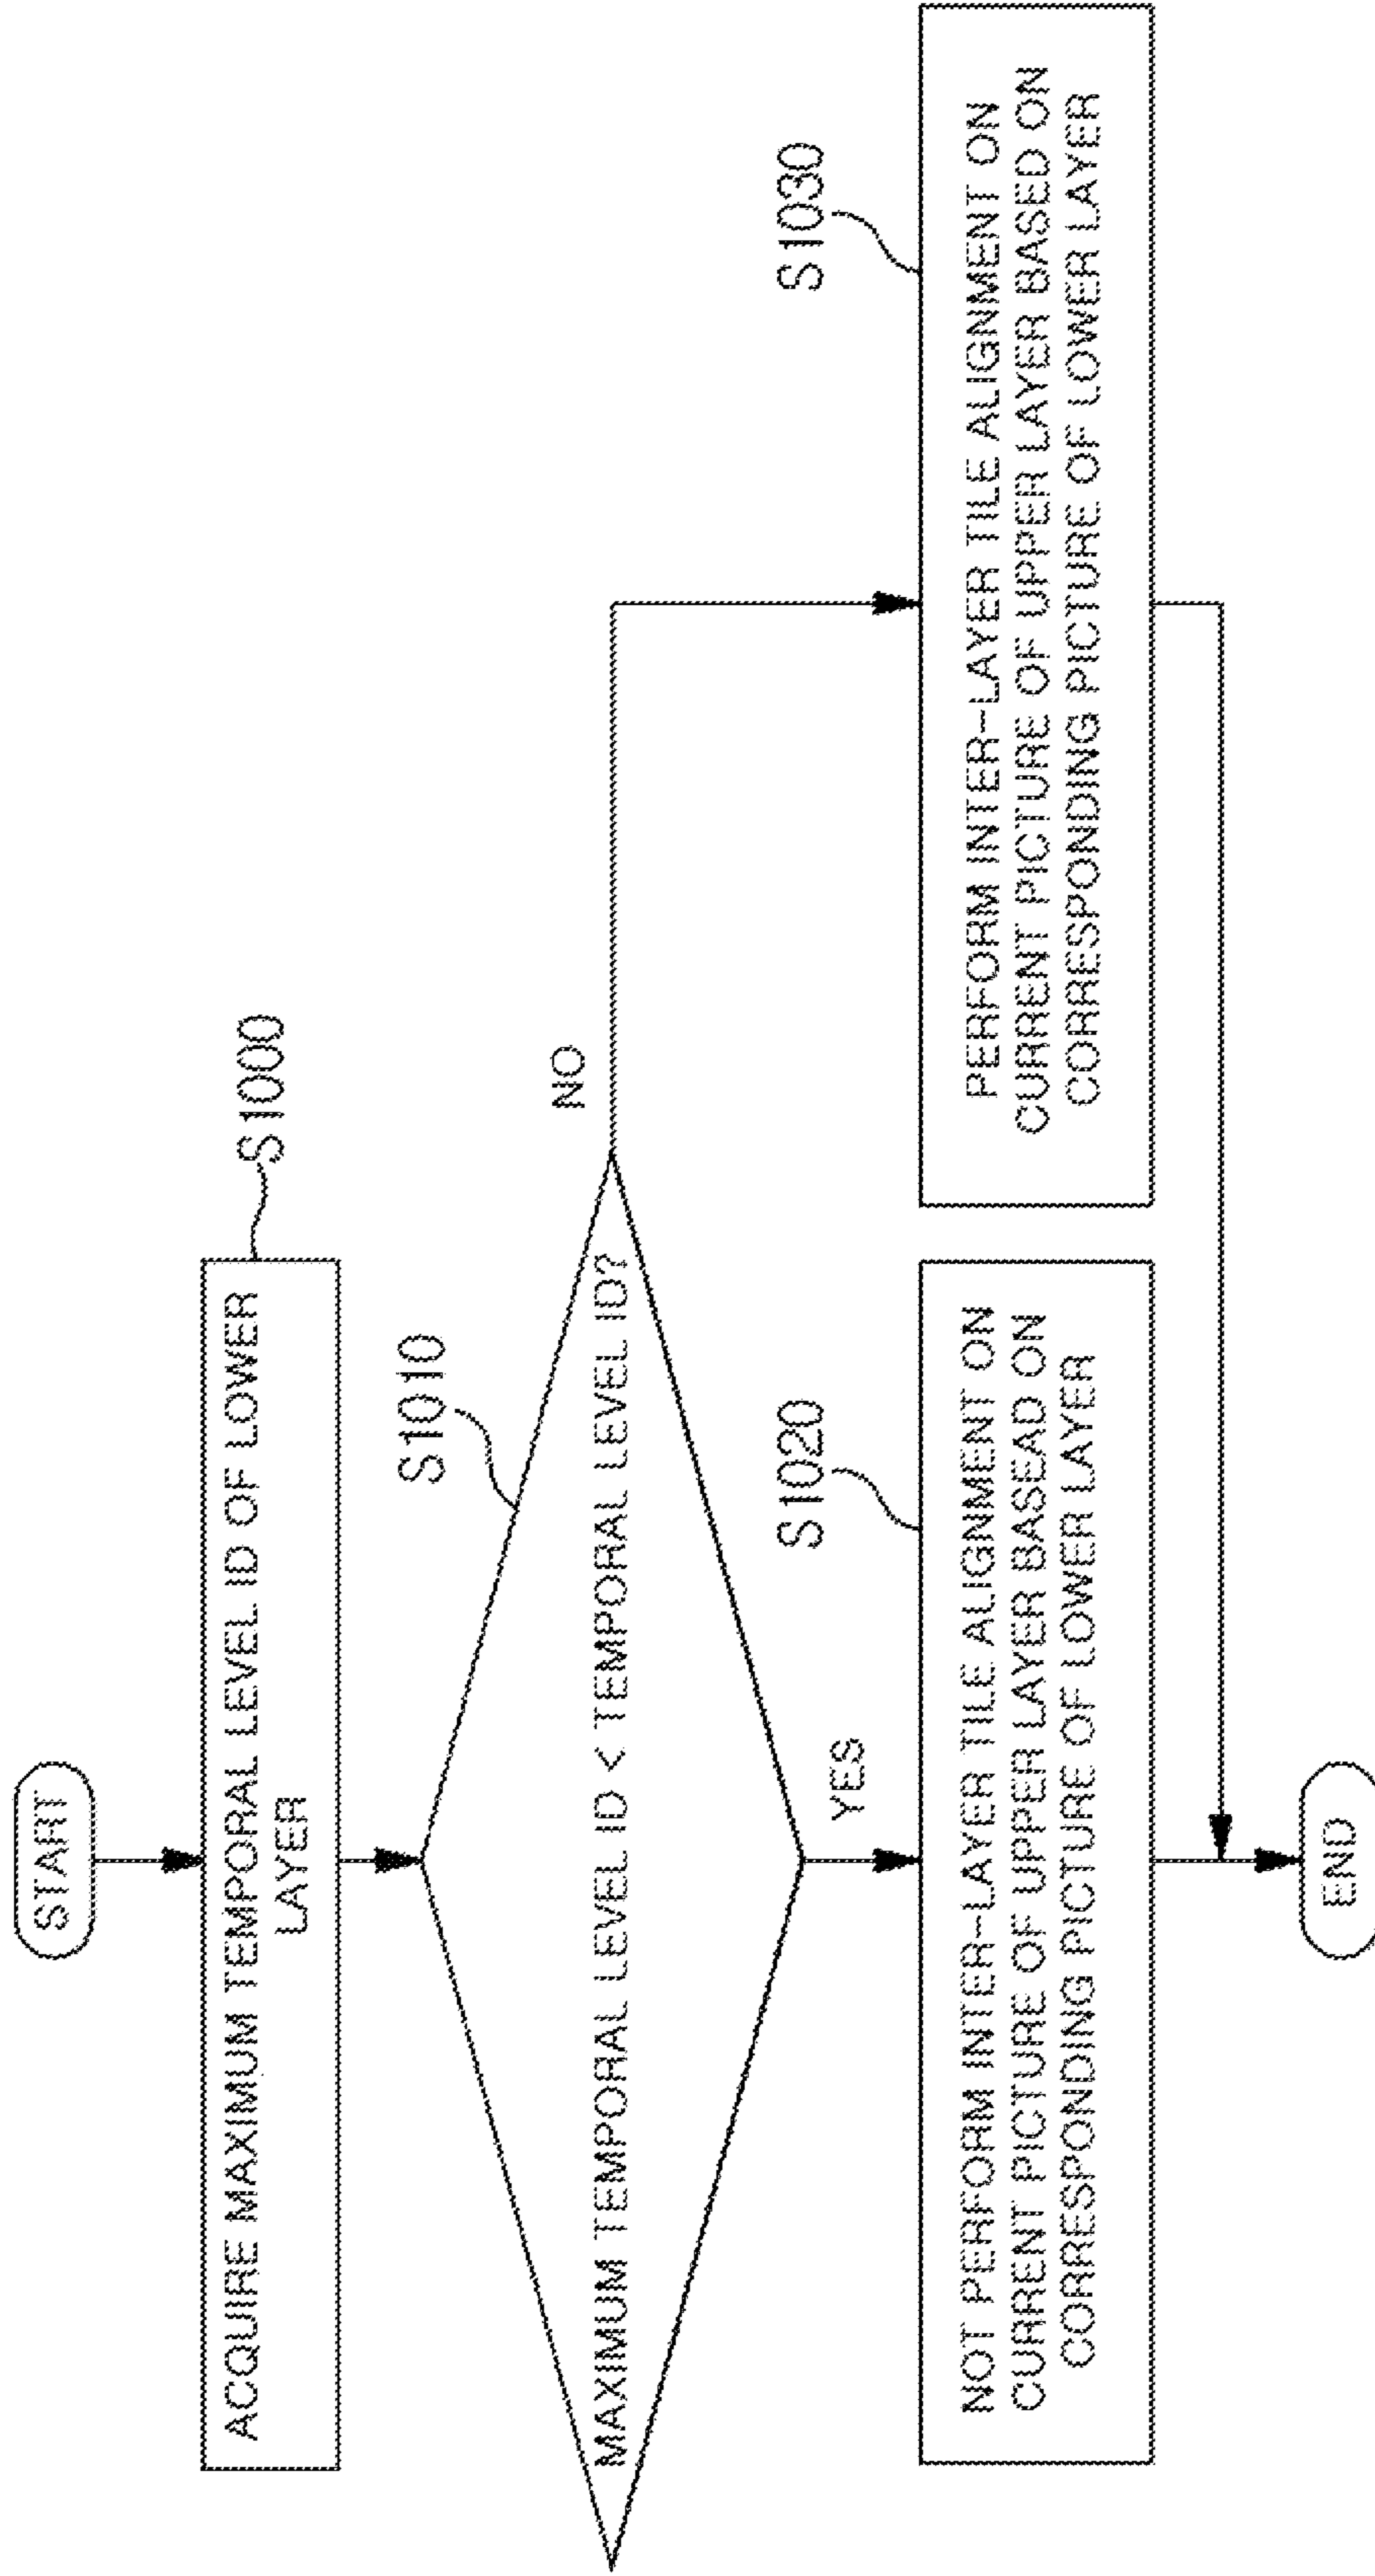 START
ACQUIRE MAXIMUM TEMPORAL LEVEL ID OF LOWER
LAYER
S1000
S1010
MAXIMUM TEMPORAL LEVEL ID < TEMPORAL LEVEL ID?
NO
YES
S1020
NOT PERFORM INTER-LAYER TILE ALIGNMENT ON
CURRENT PICTURE OF UPPER LAYER BASEAD ON
CORRESPONDING PICTURE OF LOWER LAYER
S1030
PERFORM INTER-LAYER TILE ALIGNMENT ON
CURRENT PICTURE OF UPPER LAYER BASED ON
CORRESPONDING PICTURE OF LOWER LAYER
END